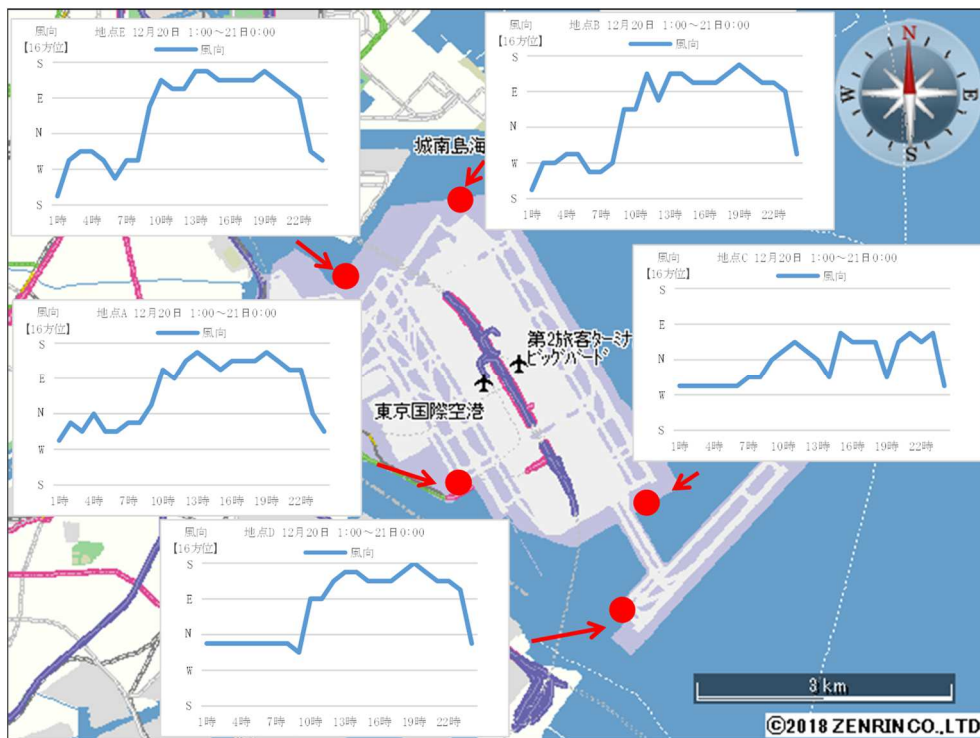 風向
【16方位】
地点E 12月20日 1:00～21日0:00
風向
S
E
N
W
S
1時 4時 7時 10時 13時 16時 19時 22時
風向
【16方位】
地点B 12月20日 1:00～21日0:00
風向
S
E
N
W
S
1時 4時 7時 10時 13時 16時 19時 22時
N
W
E
S
城南島海
風向
【16方位】
地点C 12月20日 1:00～21日0:00
風向
S
E
N
W
S
1時 4時 7時 10時 13時 16時 19時 22時
風向
【16方位】
地点A 12月20日 1:00～21日0:00
風向
S
E
N
W
S
1時 4時 7時 10時 13時 16時 19時 22時
第2旅客ターミナ
ビッグバード
東京国際空港
風向
【16方位】
地点D 12月20日 1:00～21日0:00
風向
S
E
N
W
S
1時 4時 7時 10時 13時 16時 19時 22時
3 km
©2018 ZENRIN CO., LTD